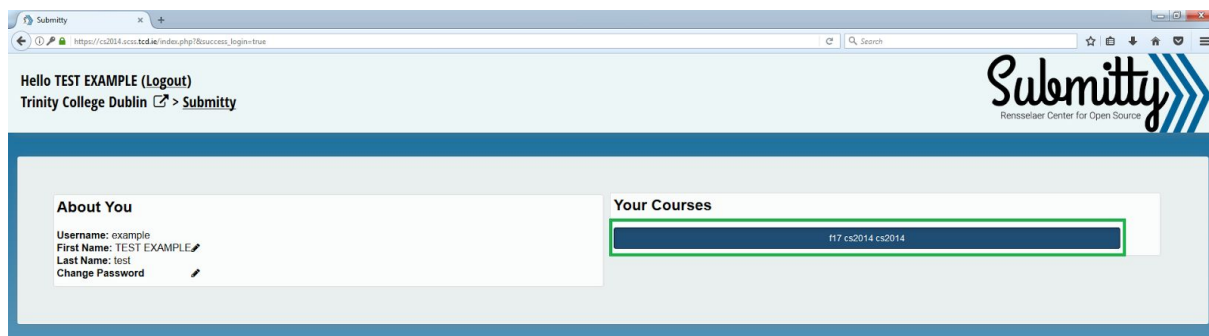 Submitty
https://cs2014.scss.tcd.ie/index.php?&success_login=true
Search
Hello TEST EXAMPLE (Logout)
Trinity College Dublin > Submitty
Submitty
Rensselaer Center for Open Source
About You
Username: example
First Name: TEST EXAMPLE
Last Name: test
Change Password
Your Courses
f17 cs2014 cs2014